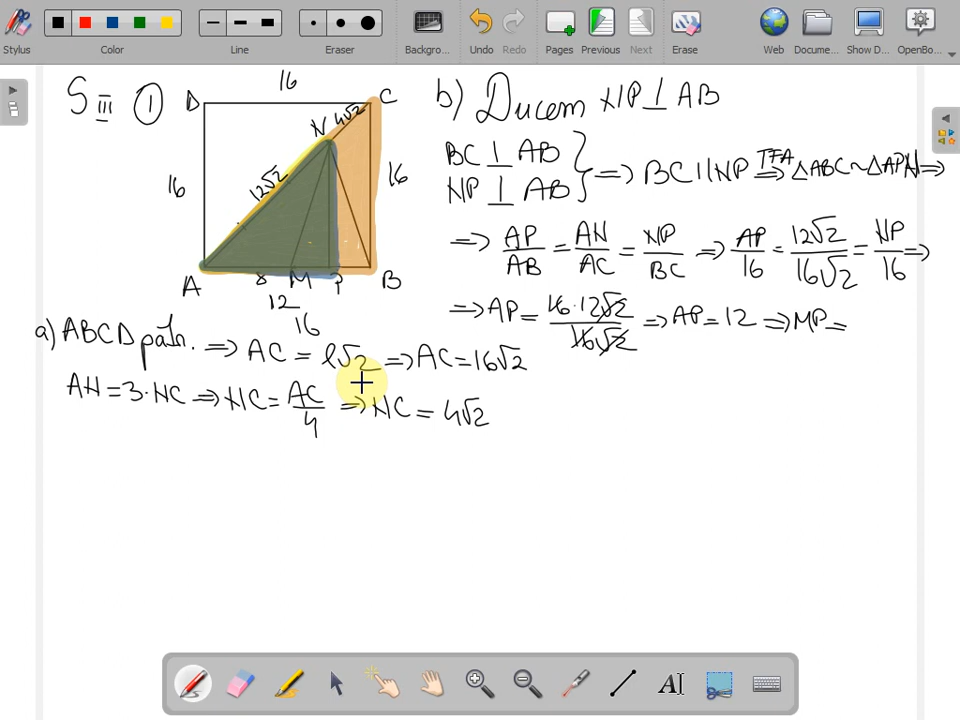 Stylus Color Line Eraser Backgro... Undo Redo Pages Previous Next Erase Web Docume... Show D... OpenBo...
S III ① D 16 C
N 4√2
12√2
16 16
A 8 M P B
12
16
b) Ducem NP ⊥ AB
BC ⊥ AB
NP ⊥ AB } => BC || NP TFA => △ABC ~ △APN =>
=> AP/AB = AN/AC = NP/BC => AP/16 = 12√2/16√2 = NP/16 =>
=> AP = 16·12√2/16√2 => AP = 12 => MP =
a) ABCD patr. => AC = l√2 => AC = 16√2
AN = 3·NC => NC = AC/4 => NC = 4√2